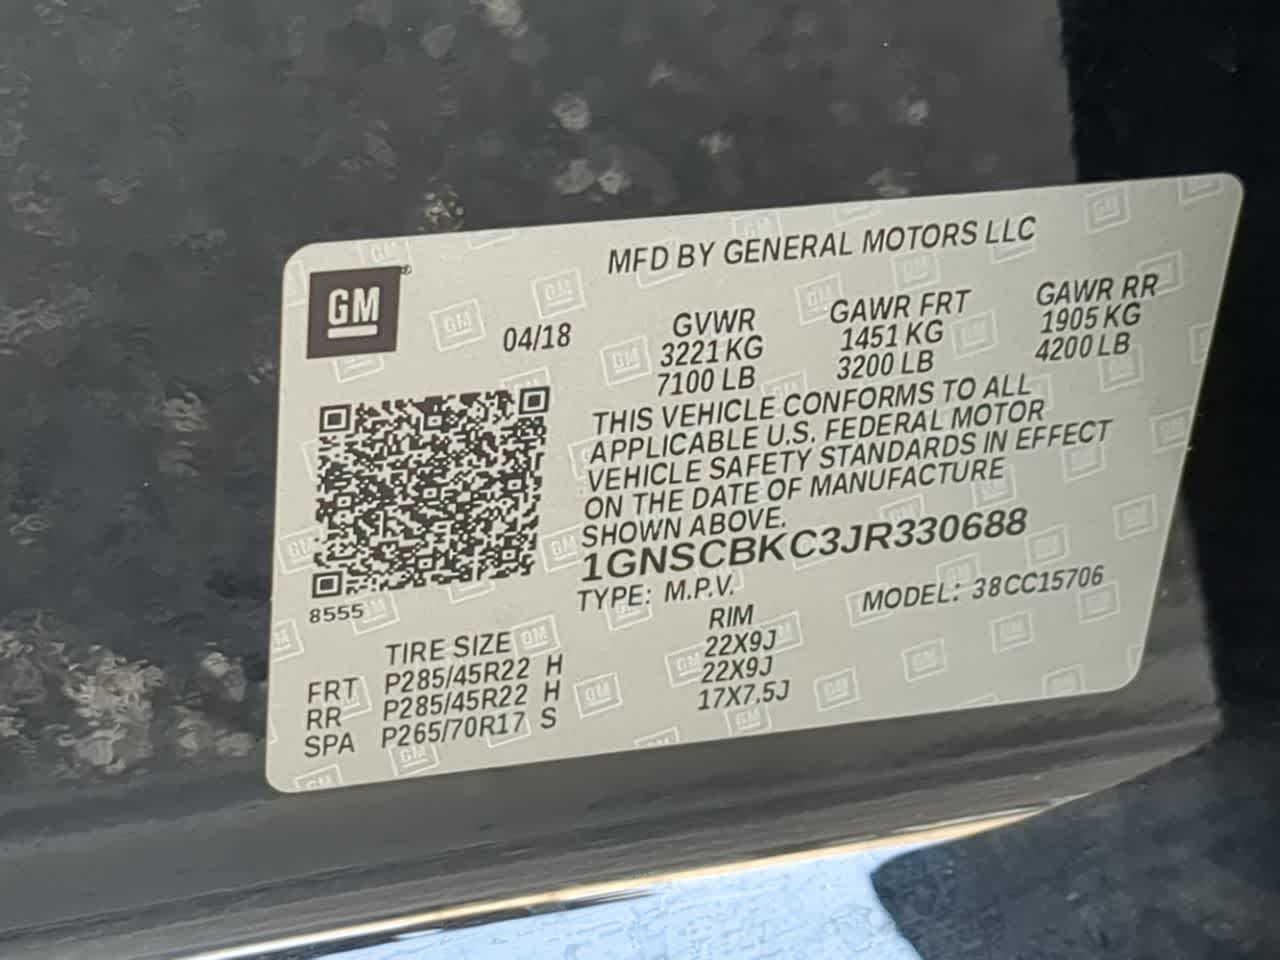 MFD BY GENERAL MOTORS LLC
GM
04/18
GVWR GAWR FRT GAWR RR
3221 KG 1451 KG 1905 KG
7100 LB 3200 LB 4200 LB
THIS VEHICLE CONFORMS TO ALL
APPLICABLE U.S. FEDERAL MOTOR
VEHICLE SAFETY STANDARDS IN EFFECT
ON THE DATE OF MANUFACTURE
SHOWN ABOVE.
1GNSCBKC3JR330688
TYPE: M.P.V. MODEL: 38CC15706
8555
TIRE SIZE RIM
FRT P285/45R22 H 22X9J
RR P285/45R22 H 22X9J
SPA P265/70R17 S 17X7.5J